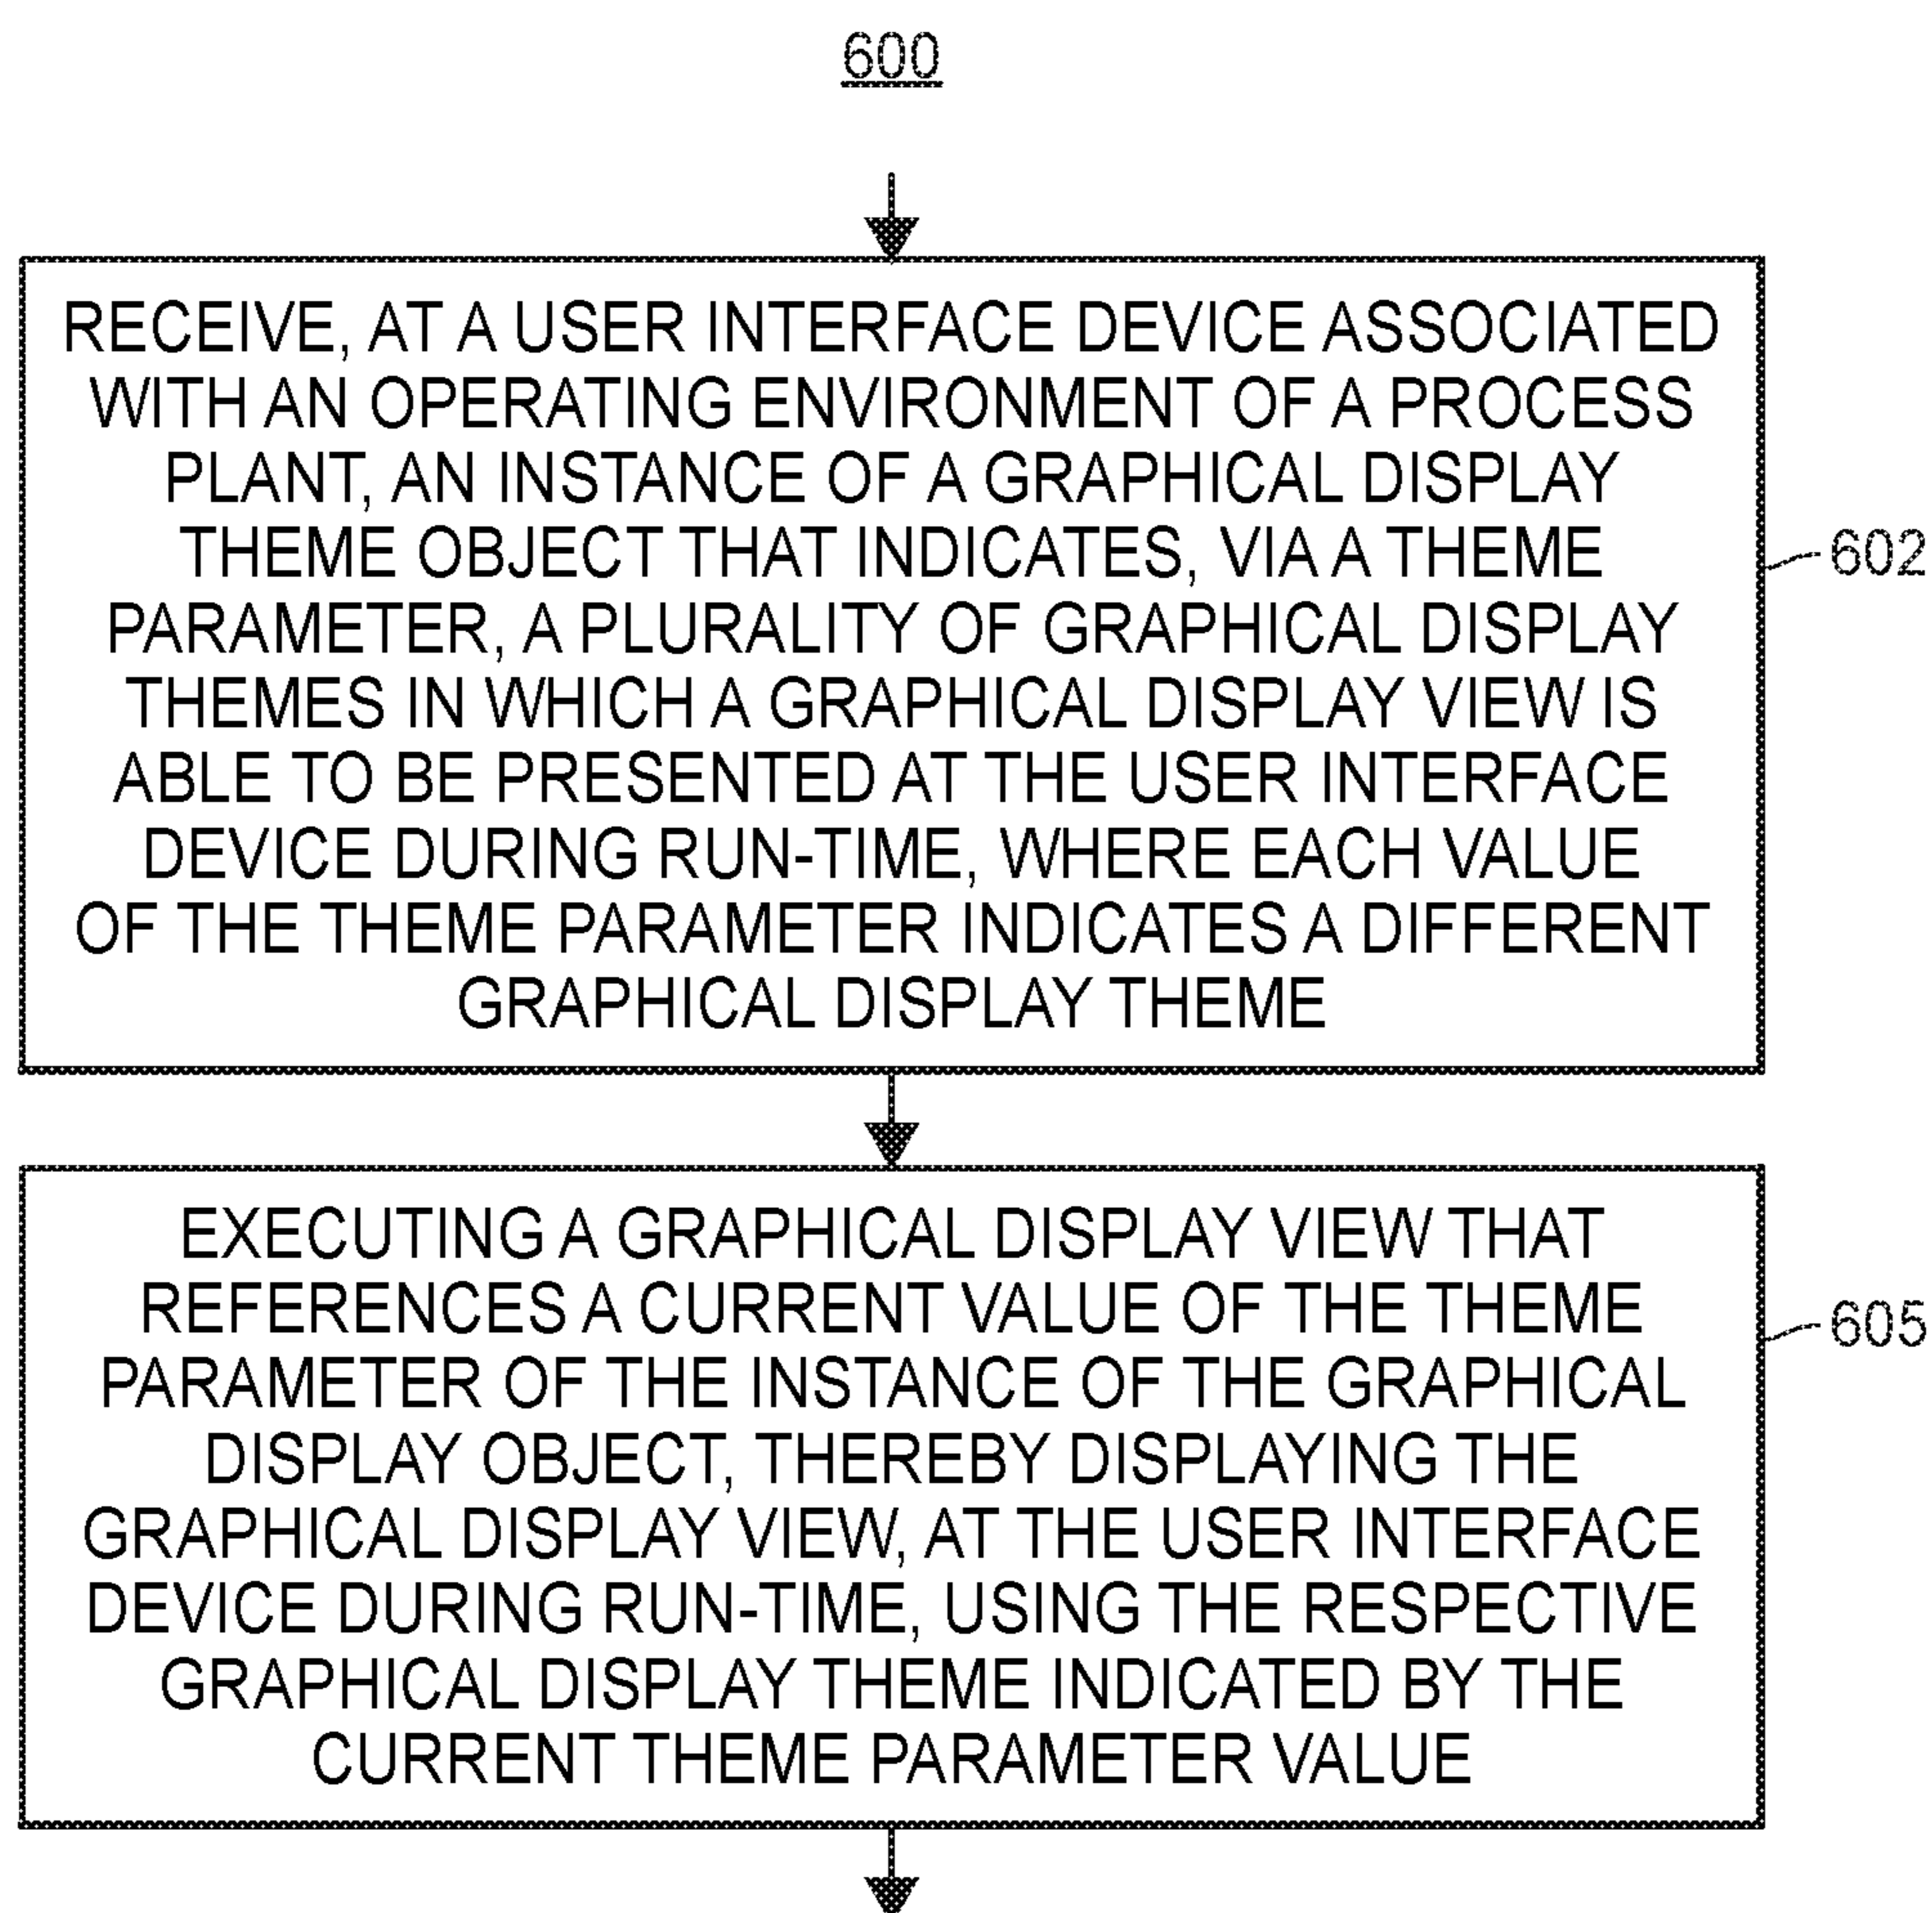 600
RECEIVE, AT A USER INTERFACE DEVICE ASSOCIATED
WITH AN OPERATING ENVIRONMENT OF A PROCESS
PLANT, AN INSTANCE OF A GRAPHICAL DISPLAY
THEME OBJECT THAT INDICATES, VIA A THEME
PARAMETER, A PLURALITY OF GRAPHICAL DISPLAY
THEMES IN WHICH A GRAPHICAL DISPLAY VIEW IS
ABLE TO BE PRESENTED AT THE USER INTERFACE
DEVICE DURING RUN-TIME, WHERE EACH VALUE
OF THE THEME PARAMETER INDICATES A DIFFERENT
GRAPHICAL DISPLAY THEME
602
EXECUTING A GRAPHICAL DISPLAY VIEW THAT
REFERENCES A CURRENT VALUE OF THE THEME
PARAMETER OF THE INSTANCE OF THE GRAPHICAL
DISPLAY OBJECT, THEREBY DISPLAYING THE
GRAPHICAL DISPLAY VIEW, AT THE USER INTERFACE
DEVICE DURING RUN-TIME, USING THE RESPECTIVE
GRAPHICAL DISPLAY THEME INDICATED BY THE
CURRENT THEME PARAMETER VALUE
605